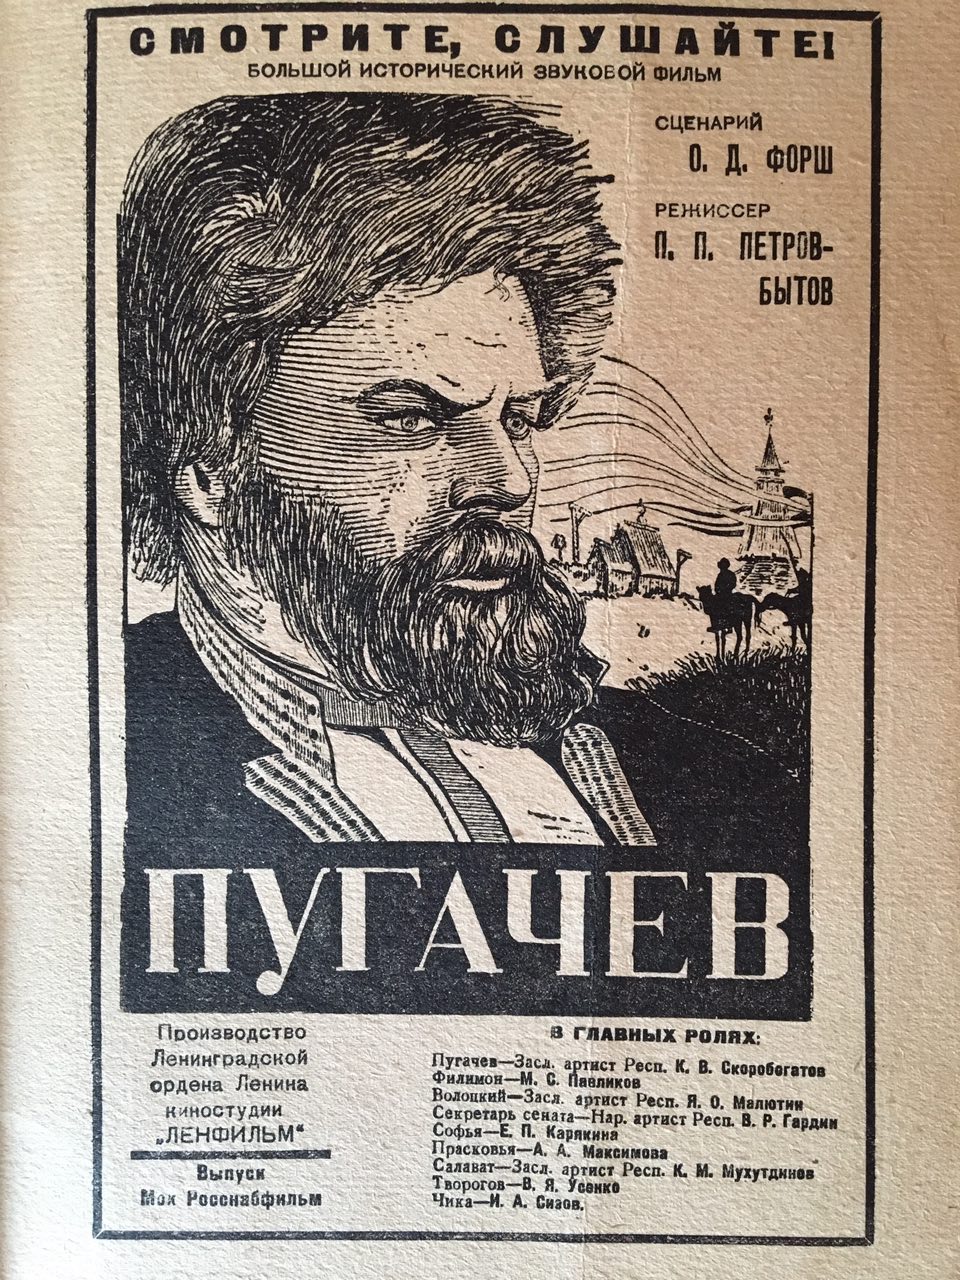 СМОТРИТЕ, СЛУШАЙТЕ!
БОЛЬШОЙ ИСТОРИЧЕСКИЙ ЗВУКОВОЙ ФИЛЬМ
СЦЕНАРИЙ
О. Д. ФОРШ
РЕЖИССЕР
П. П. ПЕТРОВ-
БЫТОВ
ПУГАЧЕВ
Производство
Ленинградской
ордена Ленина
киностудии
„ЛЕНФИЛЬМ“
Выпуск
Мок Росснабфильм
В ГЛАВНЫХ РОЛЯХ:
Пугачев—Засл. артист Респ. К. В. Скоробогатов
Филимон—М. С. Павликов
Волоцкий—Засл. артист Респ. Я. О. Малютин
Секретарь сената—Нар. артист Респ. В. Р. Гардин
Софья—Е. П. Карякина
Прасковья—А. А. Максимова
Салават—Засл. артист Респ. К. М. Мухутдинов
Творогов—В. Я. Усенко
Чика—И. А. Сизов.